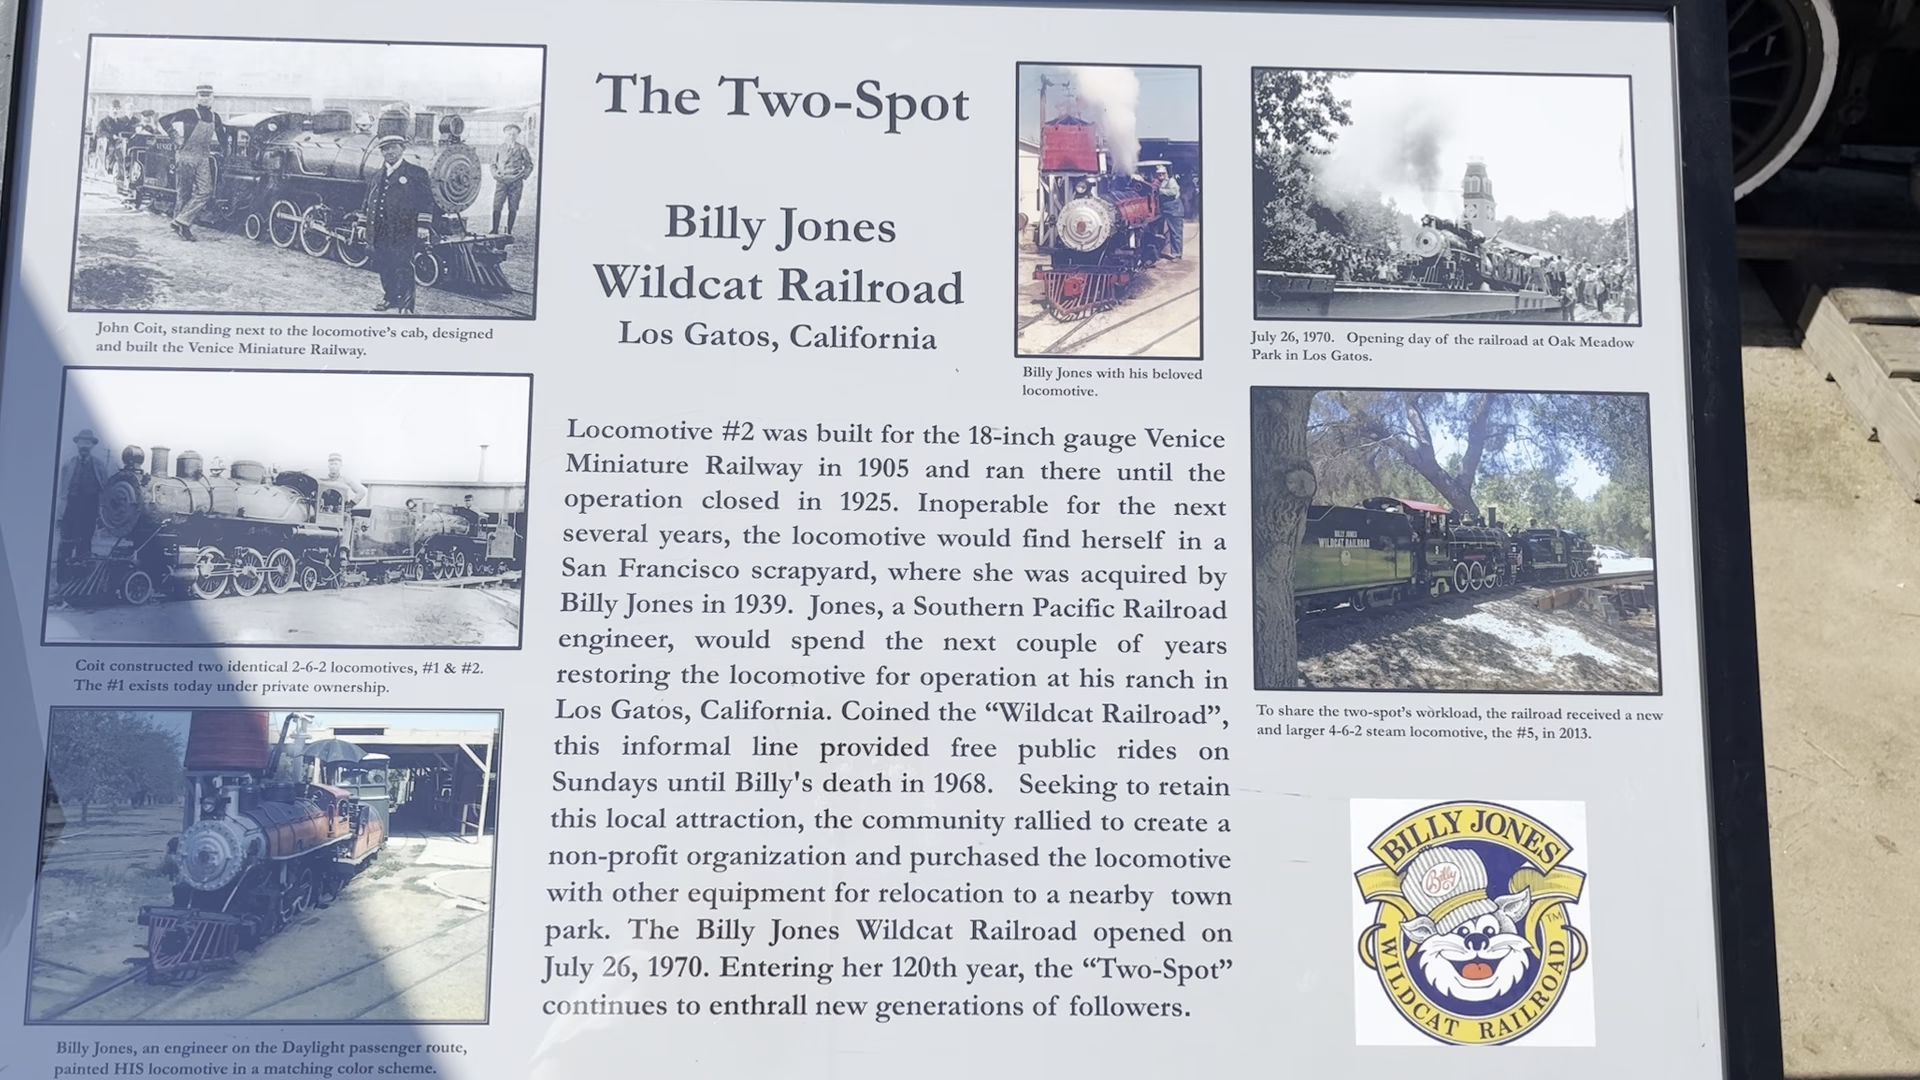 The Two-Spot
Billy Jones
Wildcat Railroad
Los Gatos, California
John Coit, standing next to the locomotive's cab, designed
and built the Venice Miniature Railway.
Coit constructed two identical 2-6-2 locomotives, #1 & #2.
The #1 exists today under private ownership.
Billy Jones, an engineer on the Daylight passenger route,
painted HIS locomotive in a matching color scheme.
Locomotive #2 was built for the 18-inch gauge Venice
Miniature Railway in 1905 and ran there until the
operation closed in 1925. Inoperable for the next
several years, the locomotive would find herself in a
San Francisco scrapyard, where she was acquired by
Billy Jones in 1939. Jones, a Southern Pacific Railroad
engineer, would spend the next couple of years
restoring the locomotive for operation at his ranch in
Los Gatos, California. Coined the “Wildcat Railroad”,
this informal line provided free public rides on
Sundays until Billy's death in 1968. Seeking to retain
this local attraction, the community rallied to create a
non-profit organization and purchased the locomotive
with other equipment for relocation to a nearby town
park. The Billy Jones Wildcat Railroad opened on
July 26, 1970. Entering her 120th year, the “Two-Spot”
continues to enthrall new generations of followers.
Billy Jones with his beloved
locomotive.
July 26, 1970. Opening day of the railroad at Oak Meadow
Park in Los Gatos.
BILLY JONES
WILDCAT RAILROAD
To share the two-spot's workload, the railroad received a new
and larger 4-6-2 steam locomotive, the #5, in 2013.
BILLY JONES
Billy
TM
WILDCAT RAILROAD